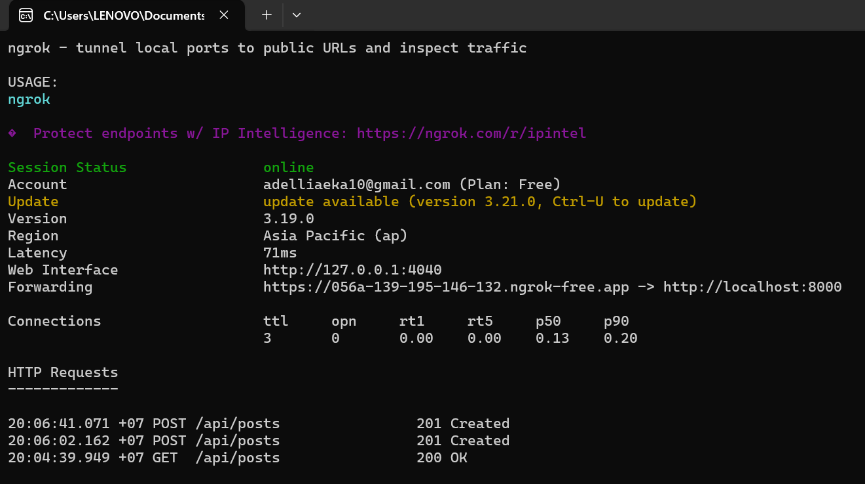 C:\Users\LENOVO\Documents
ngrok - tunnel local ports to public URLs and inspect traffic
USAGE:
ngrok
� Protect endpoints w/ IP Intelligence: https://ngrok.com/r/ipintel
Session Status online
Account adelliaeka10@gmail.com (Plan: Free)
Update update available (version 3.21.0, Ctrl-U to update)
Version 3.19.0
Region Asia Pacific (ap)
Latency 71ms
Web Interface http://127.0.0.1:4040
Forwarding https://056a-139-195-146-132.ngrok-free.app -> http://localhost:8000
Connections ttl opn rt1 rt5 p50 p90
3 0 0.00 0.00 0.13 0.20
HTTP Requests
-------------
20:06:41.071 +07 POST /api/posts 201 Created
20:06:02.162 +07 POST /api/posts 201 Created
20:04:39.949 +07 GET /api/posts 200 OK